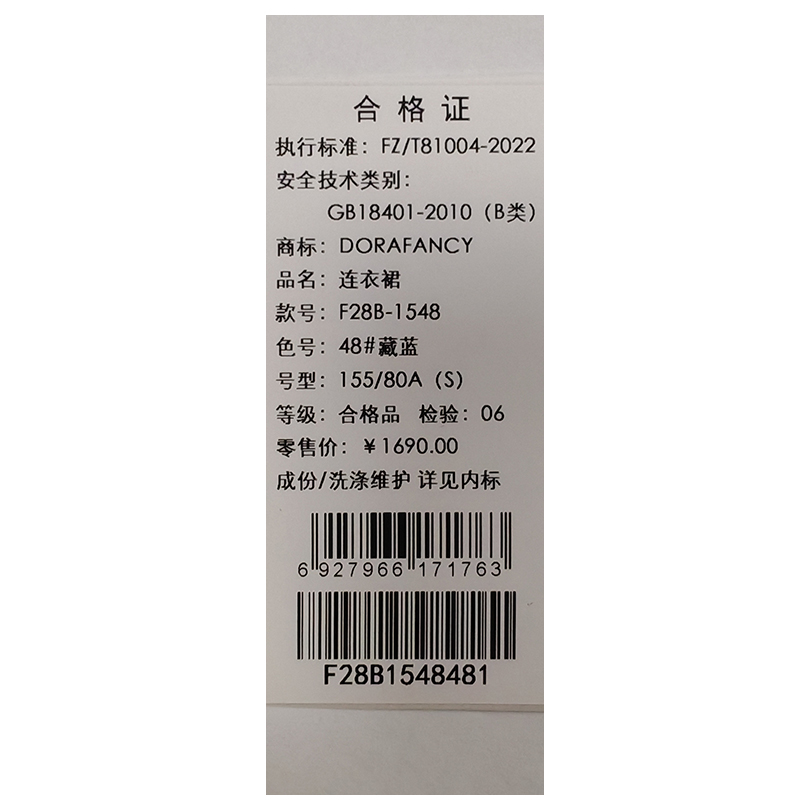 合格证
执行标准：FZ/T81004-2022
安全技术类别：
GB18401-2010（B类）
商标：DORAFANCY
品名：连衣裙
款号：F28B-1548
色号：48#藏蓝
号型：155/80A（S）
等级：合格品 检验：06
零售价：￥1690.00
成份/洗涤维护 详见内标
6 927966 171763
F28B1548481